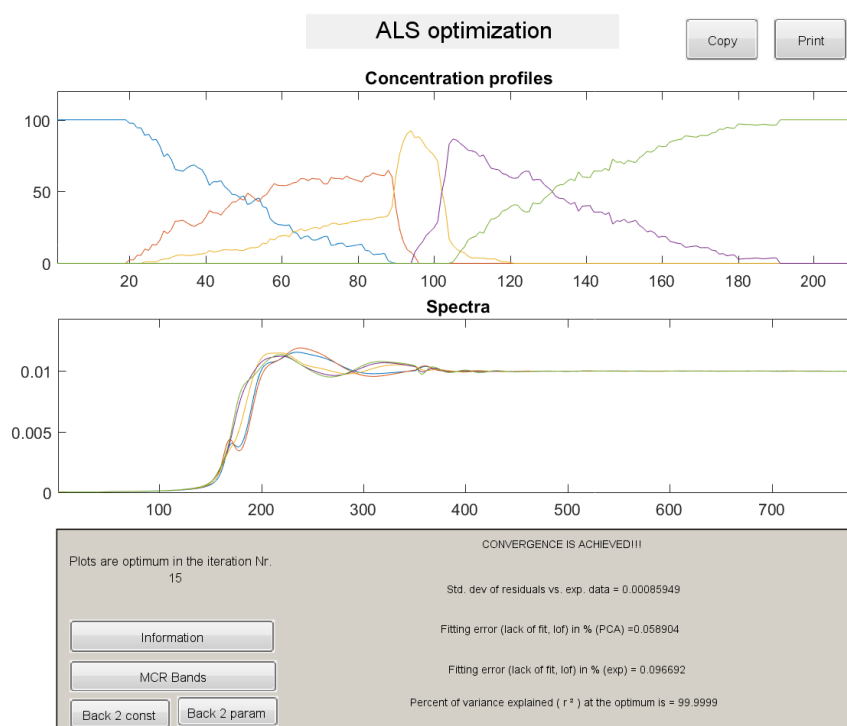 ALS optimization
Copy
Print
Concentration profiles
100
50
0
20 40 60 80 100 120 140 160 180 200
Spectra
0.01
0.005
0
100 200 300 400 500 600 700
Plots are optimum in the iteration Nr.
15
Information
MCR Bands
Back 2 const
Back 2 param
CONVERGENCE IS ACHIEVED!!!
Std. dev of residuals vs. exp. data = 0.00085949
Fitting error (lack of fit, lof) in % (PCA) =0.058904
Fitting error (lack of fit, lof) in % (exp) = 0.096692
Percent of variance explained ( r ² ) at the optimum is = 99.9999